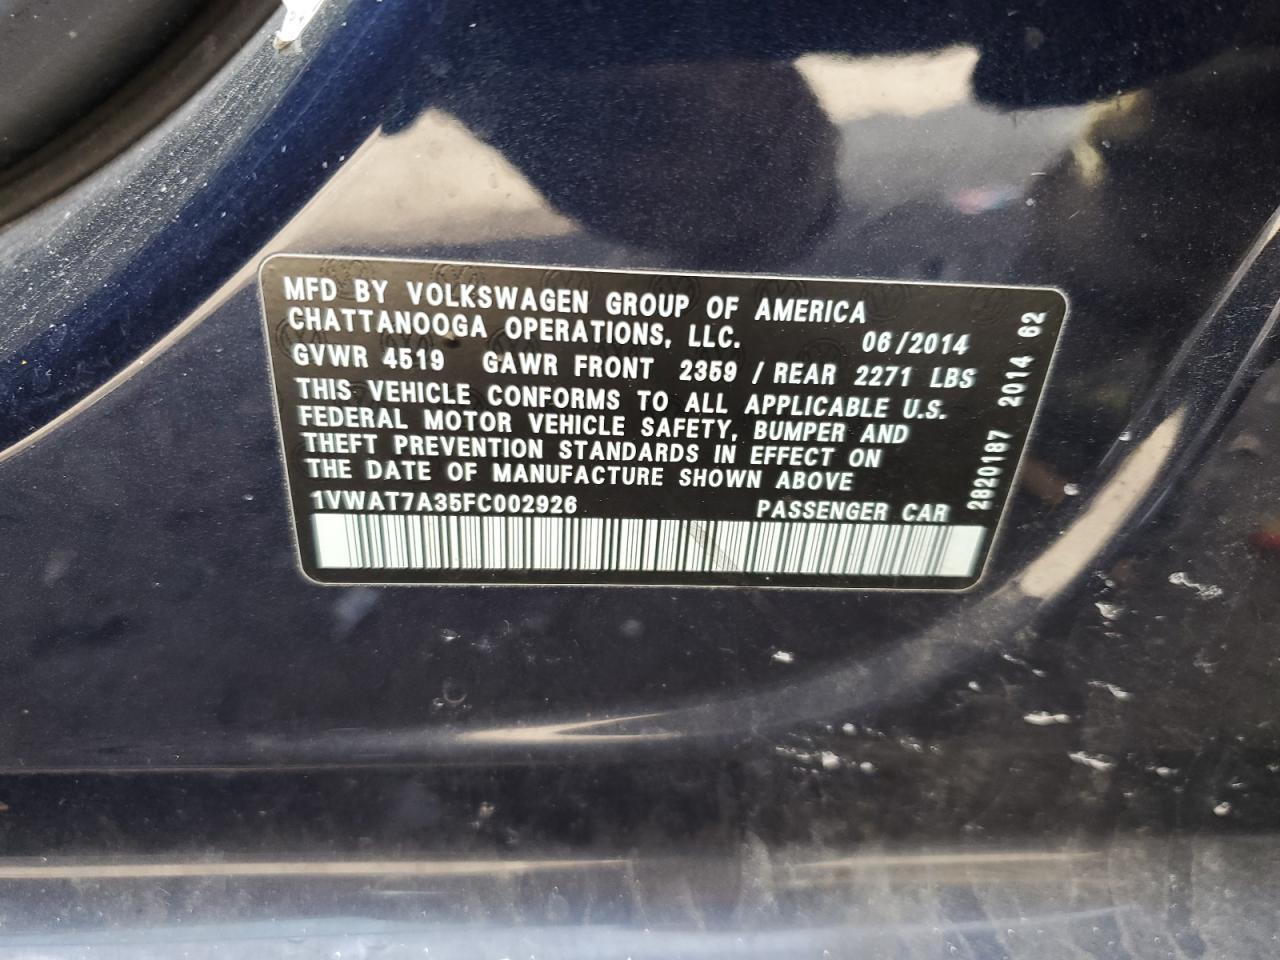 MFD BY VOLKSWAGEN GROUP OF AMERICA
CHATTANOOGA OPERATIONS, LLC. 06/2014
GVWR 4519 GAWR FRONT 2359 / REAR 2271 LBS
THIS VEHICLE CONFORMS TO ALL APPLICABLE U.S.
FEDERAL MOTOR VEHICLE SAFETY, BUMPER AND
THEFT PREVENTION STANDARDS IN EFFECT ON
THE DATE OF MANUFACTURE SHOWN ABOVE
1VWAT7A35FC002926 PASSENGER CAR
2820187 2014 62